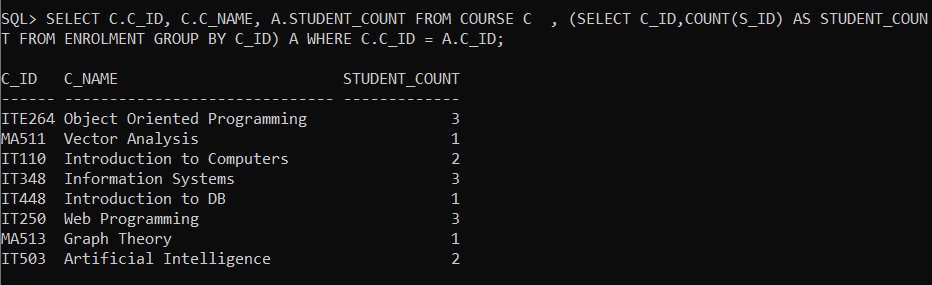 SQL> SELECT C.C_ID, C.C_NAME, A.STUDENT_COUNT FROM COURSE C  , (SELECT C_ID,COUNT(S_ID) AS STUDENT_COUN
T FROM ENROLMENT GROUP BY C_ID) A WHERE C.C_ID = A.C_ID;

C_ID   C_NAME                         STUDENT_COUNT
------ ------------------------------ -------------
ITE264 Object Oriented Programming                3
MA511  Vector Analysis                            1
IT110  Introduction to Computers                  2
IT348  Information Systems                        3
IT448  Introduction to DB                         1
IT250  Web Programming                            3
MA513  Graph Theory                               1
IT503  Artificial Intelligence                    2